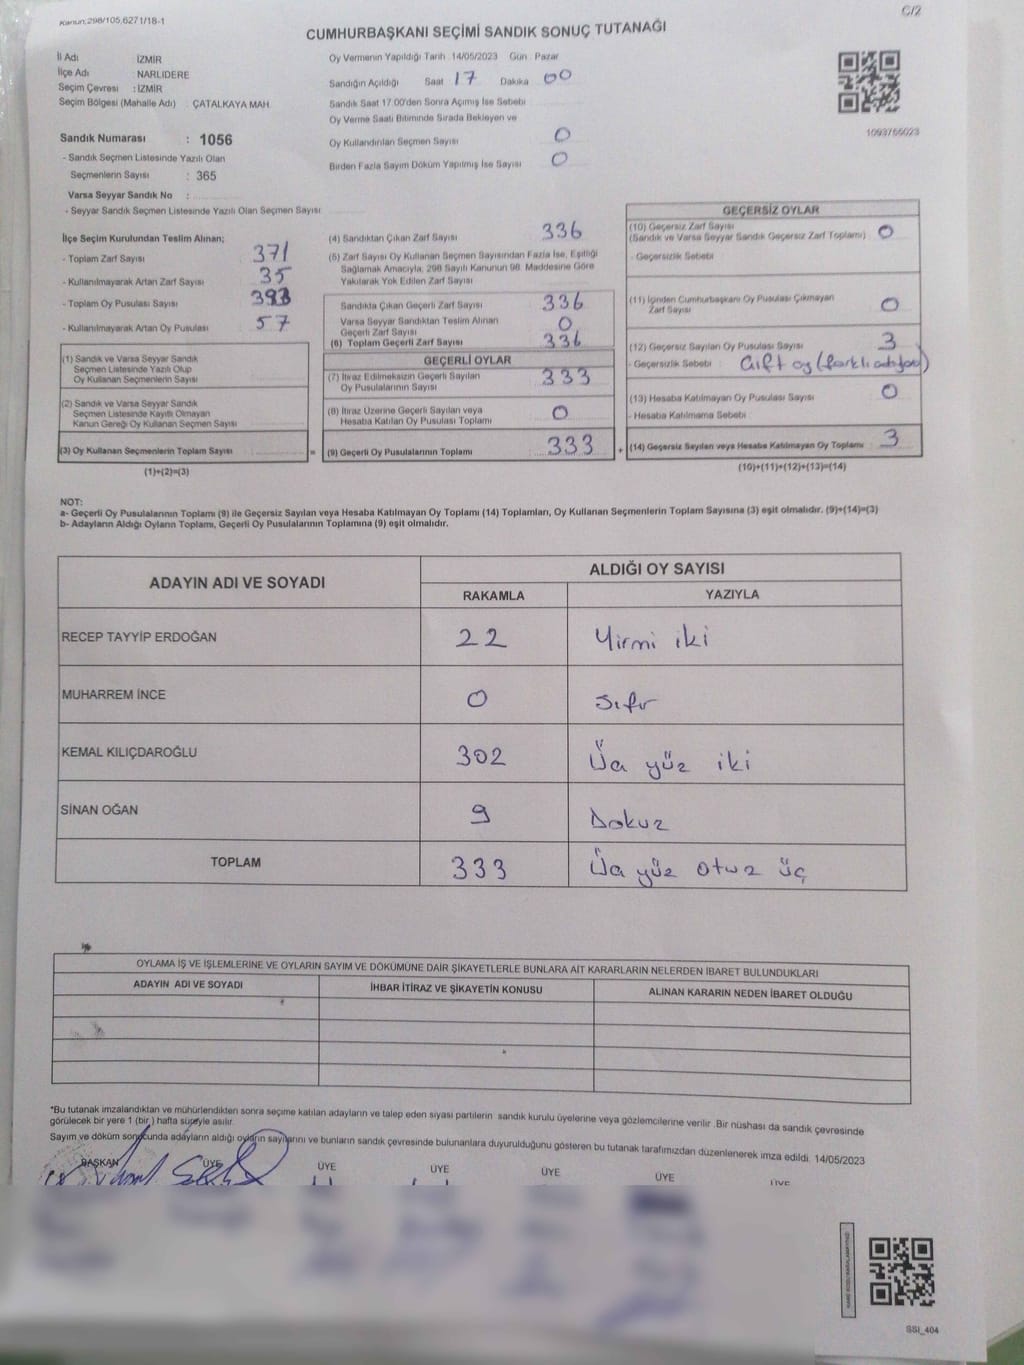 Kanun:298/105,6271/18-1
C/2
CUMHURBAŞKANI SEÇİMİ SANDIK SONUÇ TUTANAĞI
İl Adı : İZMİR
İlçe Adı : NARLIDERE
Seçim Çevresi : İZMİR
Seçim Bölgesi (Mahalle Adı) : ÇATALKAYA MAH.
Oy Vermenin Yapıldığı Tarih 14/05/2023 Gün Pazar
Sandığın Açıldığı Saat 17 Dakika 00
Sandık Saat 17.00'den Sonra Açımış İse Sebebi
Oy Verme Saati Bitiminde Sırada Bekleyen ve
Oy Kullandırılan Seçmen Sayısı 0
Birden Fazla Sayım Döküm Yapılmış İse Sayısı 0
Sandık Numarası : 1056
- Sandık Seçmen Listesinde Yazılı Olan
Seçmenlerin Sayısı : 365
Varsa Seyyar Sandık No :
- Seyyar Sandık Seçmen Listesinde Yazılı Olan Seçmen Sayısı
İlçe Seçim Kurulundan Teslim Alınan;
- Toplam Zarf Sayısı 371
- Kullanılmayarak Artan Zarf Sayısı 35
- Toplam Oy Pusulası Sayısı
- Kullanılmayarak Artan Oy Pusulası 57
(1) Sandık ve Varsa Seyyar Sandık
Seçmen Listesinde Yazılı Olup
Oy Kullanan Seçmenlerin Sayısı
(2) Sandık ve Varsa Seyyar Sandık
Seçmen Listesinde Kayıtlı Olmayan
Kanun Gereği Oy Kullanan Seçmen Sayısı
(3) Oy Kullanan Seçmenlerin Toplam Sayısı =
(1)+(2)=(3)
(4) Sandıktan Çıkan Zarf Sayısı 336
(5) Zarf Sayısı Oy Kullanan Seçmen Sayısından Fazla İse, Eşitliği
Sağlamak Amacıyla, 298 Sayılı Kanunun 98. Maddesine Göre
Yakılarak Yok Edilen Zarf Sayısı
Sandıkta Çıkan Geçerli Zarf Sayısı 336
Varsa Seyyar Sandıktan Teslim Alınan
Geçerli Zarf Sayısı 0
(6) Toplam Geçerli Zarf Sayısı 336
GEÇERLİ OYLAR
(7) İtiraz Edilmeksizin Geçerli Sayılan
Oy Pusulalarının Sayısı 333
(8) İtiraz Üzerine Geçerli Sayılan veya
Hesaba Katılan Oy Pusulası Toplamı 0
(9) Geçerli Oy Pusulalarının Toplamı 333 +
GEÇERSİZ OYLAR
(10) Geçersiz Zarf Sayısı 0
(Sandık ve Varsa Seyyar Sandık Geçersiz Zarf Toplamı)
- Geçersizlik Sebebi
(11) İçinden Cumhurbaşkanı Oy Pusulası Çıkmayan
Zarf Sayısı 0
(12) Geçersiz Sayılan Oy Pusulası Sayısı 3
- Geçersizlik Sebebi Çift oy (farklı
(13) Hesaba Katılmayan Oy Pusulası Sayısı 0
- Hesaba Katılmama Sebebi
(14) Geçersiz Sayılan veya Hesaba Katılmayan Oy Toplamı 3
(10)+(11)+(12)+(13)=(14)
NOT:
a- Geçerli Oy Pusulalarının Toplamı (9) ile Geçersiz Sayılan veya Hesaba Katılmayan Oy Toplamı (14) Toplamları, Oy Kullanan Seçmenlerin Toplam Sayısına (3) eşit olmalıdır. (9)+(14)=(3)
b- Adayların Aldığı Oyların Toplamı, Geçerli Oy Pusulalarının Toplamına (9) eşit olmalıdır.
ADAYIN ADI VE SOYADI
ALDIĞI OY SAYISI
RAKAMLA YAZIYLA
RECEP TAYYİP ERDOĞAN 22 Yirmi iki
MUHARREM İNCE 0 Sıfır
KEMAL KILIÇDAROĞLU 302 Üç yüz iki
SİNAN OĞAN 9 Dokuz
TOPLAM 333 Üç yüz otuz üç
OYLAMA İŞ VE İŞLEMLERİNE VE OYLARIN SAYIM VE DÖKÜMÜNE DAİR ŞİKAYETLERLE BUNLARA AİT KARARLARIN NELERDEN İBARET BULUNDUKLARI
ADAYIN ADI VE SOYADI İHBAR İTİRAZ VE ŞİKAYETİN KONUSU ALINAN KARARIN NEDEN İBARET OLDUĞU
*Bu tutanak imzalandıktan ve mühürlendikten sonra seçime katılan adayların ve talep eden siyasi partilerin sandık kurulu üyelerine veya gözlemcilerine verilir .Bir nüshası da sandık çevresinde
görülecek bir yere 1 (bir ) hafta süreyle asılır.
Sayım ve döküm sonucunda adayların aldığı oyların sayılarını ve bunların sandık çevresinde bulunanlara duyurulduğunu gösteren bu tutanak tarafımızdan düzenlenerek imza edildi. 14/05/2023
BAŞKAN ÜYE ÜYE ÜYE ÜYE ÜYE ÜYE
SSI_404